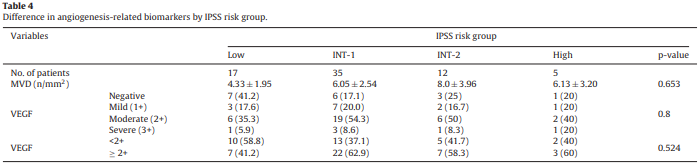 Table 4
Difference in angiogenesis-related biomarkers by IPSS risk group.
Variables IPSS risk group
Low INT-1 INT-2 High p-value
No. of patients 17 35 12 5
MVD (n/mm²) 4.33 ± 1.95 6.05 ± 2.54 8.0 ± 3.96 6.13 ± 3.20 0.653
Negative 7 (41.2) 6 (17.1) 3 (25) 1 (20)
VEGF Mild (1+) 3 (17.6) 7 (20.0) 2 (16.7) 1 (20) 0.8
Moderate (2+) 6 (35.3) 19 (54.3) 6 (50) 2 (40)
Severe (3+) 1 (5.9) 3 (8.6) 1 (8.3) 1 (20)
VEGF <2+ 10 (58.8) 13 (37.1) 5 (41.7) 2 (40) 0.524
≥ 2+ 7 (41.2) 22 (62.9) 7 (58.3) 3 (60)